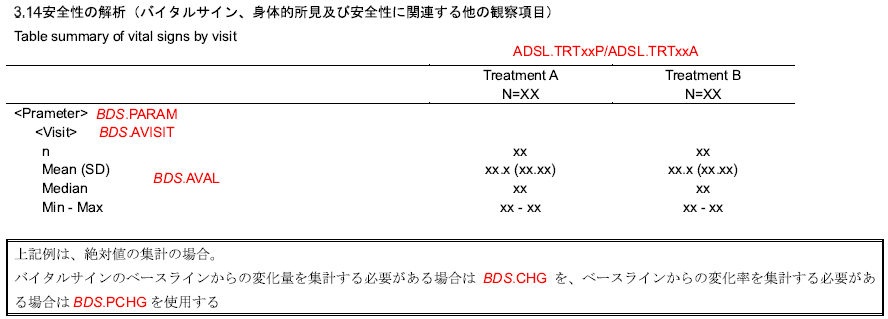 3.14安全性の解析（バイタルサイン、身体的所見及び安全性に関連する他の観察項目）
Table summary of vital signs by visit
ADSL.TRTxxP/ADSL.TRTxxA
Treatment A Treatment B
N=XX N=XX
<Prameter> BDS.PARAM
<Visit> BDS.AVISIT
n xx xx
Mean (SD) xx.x (xx.xx) xx.x (xx.xx)
BDS.AVAL
Median xx xx
Min - Max xx - xx xx - xx
上記例は、絶対値の集計の場合。
バイタルサインのベースラインからの変化量を集計する必要がある場合は BDS.CHG を、ベースラインからの変化率を集計する必要があ
る場合は BDS.PCHG を使用する